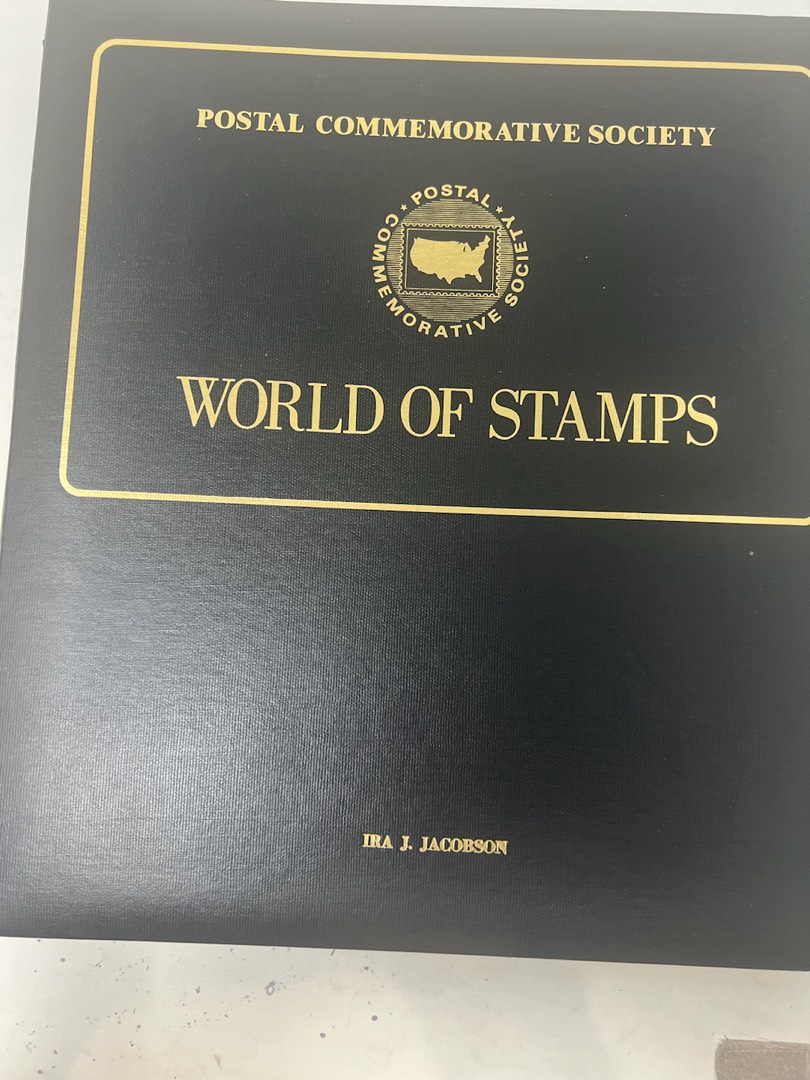 POSTAL COMMEMORATIVE SOCIETY
POSTAL
COMMEMORATIVE SOCIETY
WORLD OF STAMPS
IRA J. JACOBSON